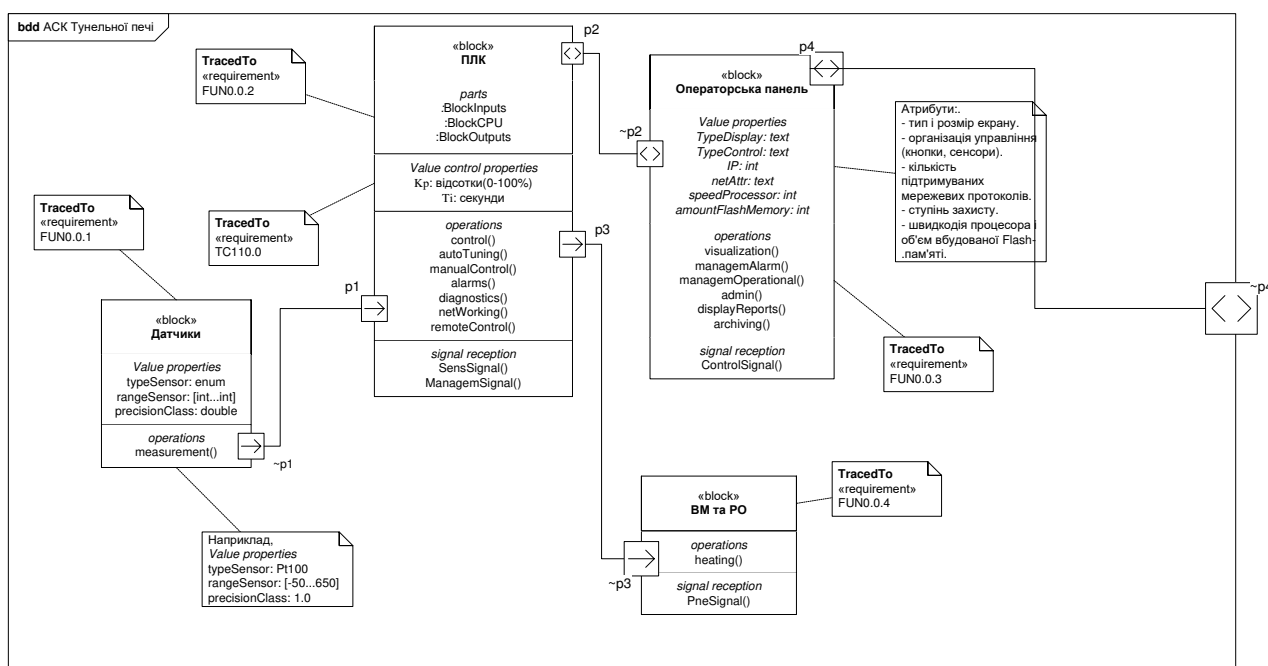 bdd АСК Тунельної печі
p2
«block»
ПЛК
parts
:BlockInputs
:BlockCPU
:BlockOutputs
Value control properties
Kp: відсотки(0-100%)
Ti: секунди
operations
control()
autoTuning()
manualControl()
alarms()
diagnostics()
netWorking()
remoteControl()
signal reception
SensSignal()
ManagemSignal()
TracedTo
«requirement»
FUN0.0.2
TracedTo
«requirement»
TC110.0
TracedTo
«requirement»
FUN0.0.1
p1
p3
«block»
Датчики
Value properties
typeSensor: enum
rangeSensor: [int...int]
precisionClass: double
operations
measurement()
~p1
Наприклад,
Value properties
typeSensor: Pt100
rangeSensor: [-50...650]
precisionClass: 1.0
p4
~p2
«block»
Операторська панель
Value properties
TypeDisplay: text
TypeControl: text
IP: int
netAttr: text
speedProcessor: int
amountFlashMemory: int
operations
visualization()
managemAlarm()
managemOperational()
admin()
displayReports()
archiving()
signal reception
ControlSignal()
Атрибути:.
- тип і розмір екрану.
- організація управління
(кнопки, сенсори).
- кількість
підтримуваних
мережевих протоколів.
- ступінь захисту.
- швидкодія процесора і
об'єм вбудованої Flash-
.пам'яті.
~p4
TracedTo
«requirement»
FUN0.0.3
«block»
ВМ та РО
operations
heating()
signal reception
PneSignal()
~p3
TracedTo
«requirement»
FUN0.0.4